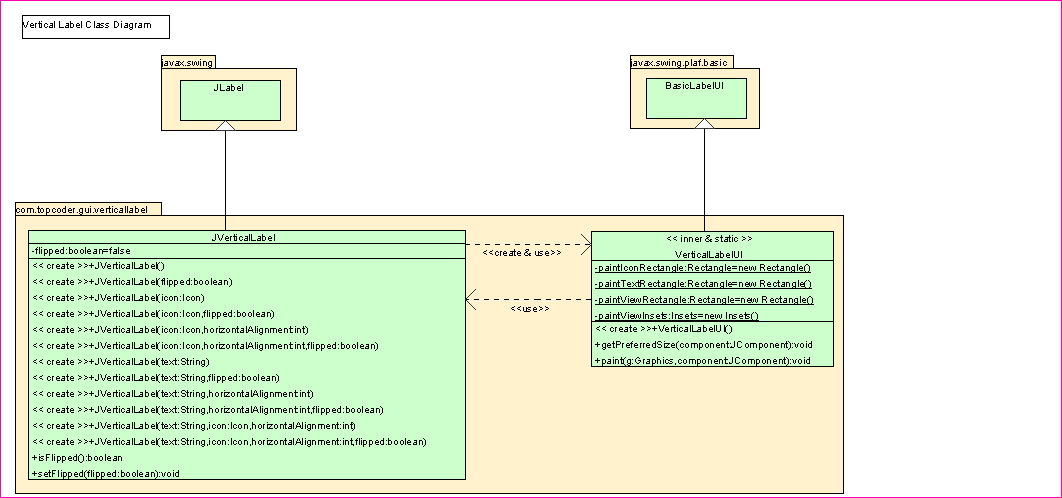 Vertical Label Class Diagram
javax.swing
JLabel
javax.swing.plaf.basic
BasicLabelUI
com.topcoder.gui.verticallabel
JVerticalLabel
-flipped:boolean=false
<< create >>+JVerticalLabel()
<< create >>+JVerticalLabel(flipped:boolean)
<< create >>+JVerticalLabel(icon:Icon)
<< create >>+JVerticalLabel(icon:Icon,flipped:boolean)
<< create >>+JVerticalLabel(icon:Icon,horizontalAlignment:int)
<< create >>+JVerticalLabel(icon:Icon,horizontalAlignment:int,flipped:boolean)
<< create >>+JVerticalLabel(text:String)
<< create >>+JVerticalLabel(text:String,flipped:boolean)
<< create >>+JVerticalLabel(text:String,horizontalAlignment:int)
<< create >>+JVerticalLabel(text:String,horizontalAlignment:int,flipped:boolean)
<< create >>+JVerticalLabel(text:String,icon:Icon,horizontalAlignment:int)
<< create >>+JVerticalLabel(text:String,icon:Icon,horizontalAlignment:int,flipped:boolean)
+isFlipped():boolean
+setFlipped(flipped:boolean):void
<<create & use>>
<<use>>
<< inner & static >>
VerticalLabelUI
-paintIconRectangle:Rectangle=new Rectangle()
-paintTextRectangle:Rectangle=new Rectangle()
-paintViewRectangle:Rectangle=new Rectangle()
-paintViewInsets:Insets=new Insets()
<< create >>+VerticalLabelUI()
+getPreferredSize(component:JComponent):void
+paint(g:Graphics,component:JComponent):void